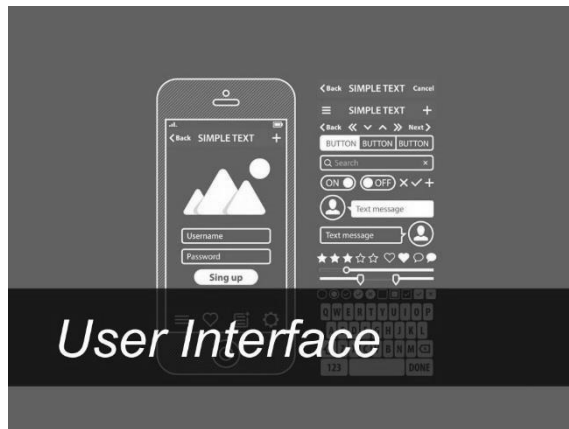 <Back SIMPLE TEXT +
Username
Password
Sing up
<Back SIMPLE TEXT Cancel
SIMPLE TEXT +
<Back Next>
BUTTON BUTTON BUTTON
Search ×
ON OFF
Text message
Text message
Q W E R T Y U I O P
K L
B N M
123 DONE
User Interface